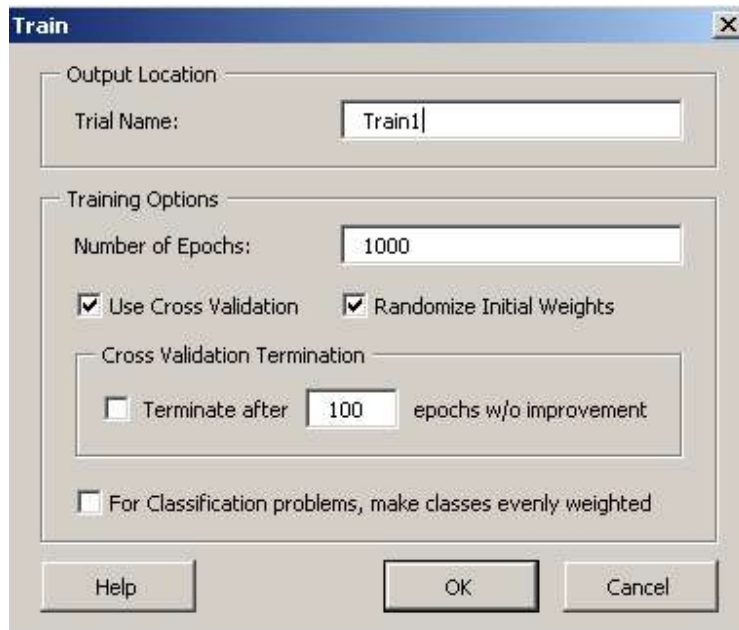 Train
Output Location
Trial Name: Train1
Training Options
Number of Epochs: 1000
Use Cross Validation Randomize Initial Weights
Cross Validation Termination
Terminate after 100 epochs w/o improvement
For Classification problems, make classes evenly weighted
Help OK Cancel